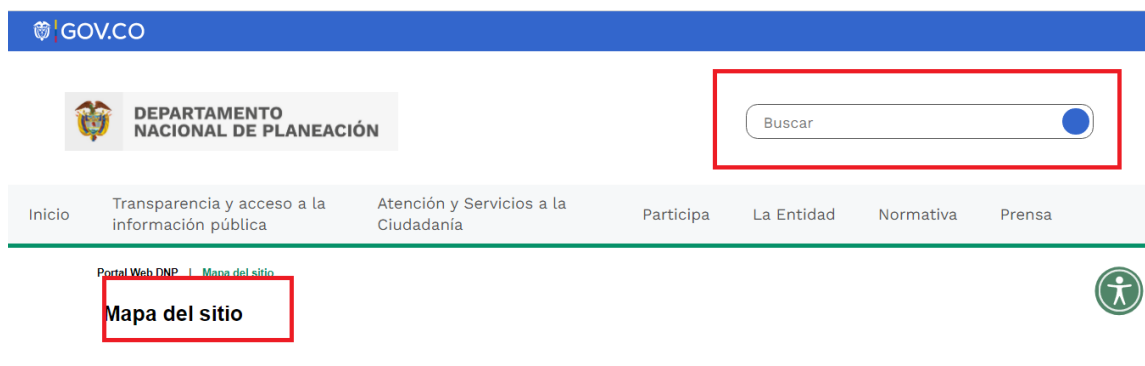 GOV.CO
DEPARTAMENTO
NACIONAL DE PLANEACIÓN
Buscar
Inicio
Transparencia y acceso a la
información pública
Atención y Servicios a la
Ciudadanía
Participa
La Entidad
Normativa
Prensa
Portal Web DNP | Mapa del sitio
Mapa del sitio